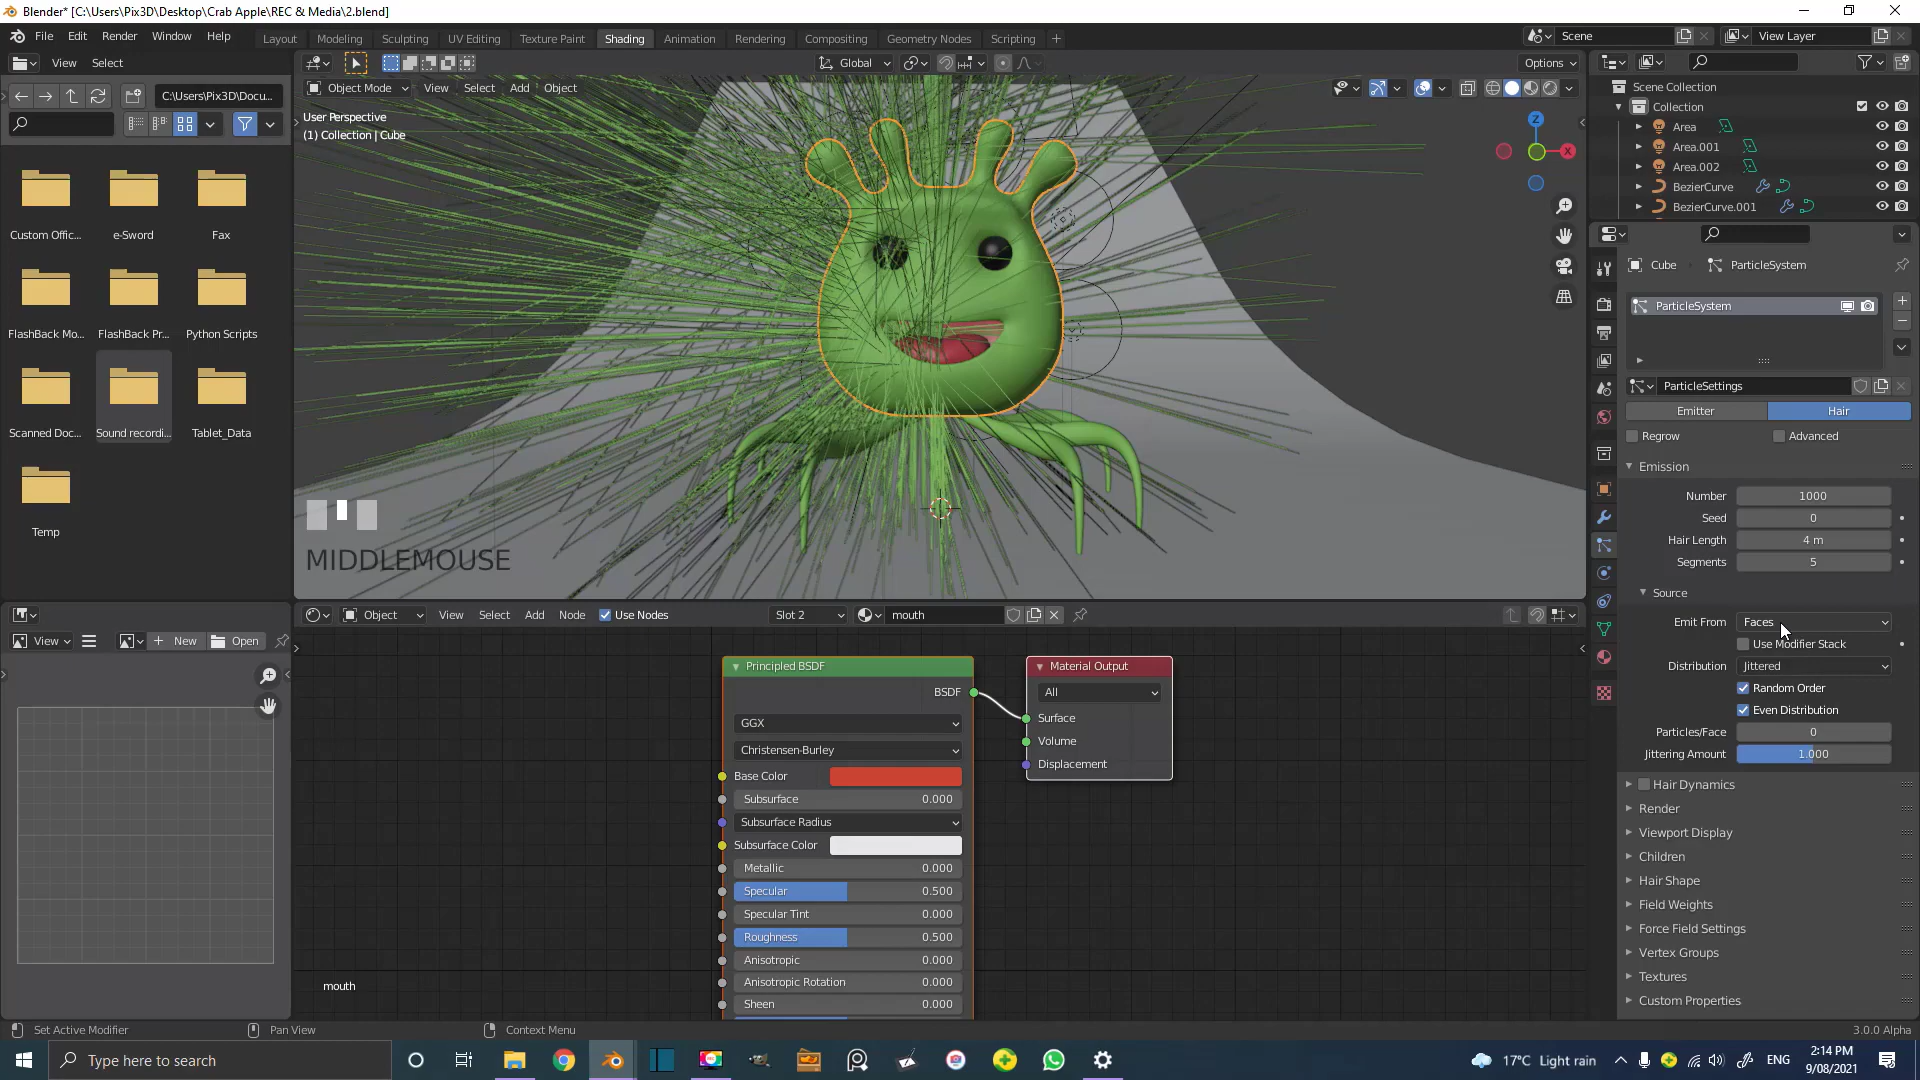 Blender* [C:\Users\Pix3D\Desktop\Crab Apple\REC & Media\2.blend]
File Edit Render Window Help
Layout Modeling Sculpting UV Editing Texture Paint Shading Animation Rendering Compositing Geometry Nodes Scripting
Scene
View Layer
View Select
Global
Options
C:\Users\Pix3D\Docu...
Object Mode View Select Add Object
User Perspective
(1) Collection | Cube
Z
X
Scene Collection
Collection
Area
Area.001
Area.002
BezierCurve
BezierCurve.001
Custom Offic... e-Sword Fax
FlashBack Mo... FlashBack Pr... Python Scripts
Scanned Doc... Sound recordi... Tablet_Data
Temp
MIDDLEMOUSE
Cube ParticleSystem
ParticleSystem
ParticleSettings
Emitter Hair
Regrow Advanced
Emission
Number 1000
Seed 0
Hair Length 4 m
Segments 5
Source
Emit From Faces
Use Modifier Stack
Distribution Jittered
Random Order
Even Distribution
Particles/Face 0
Jittering Amount 1.000
Hair Dynamics
Render
Viewport Display
Children
Hair Shape
Field Weights
Force Field Settings
Vertex Groups
Textures
Custom Properties
View New Open
Object View Select Add Node Use Nodes Slot 2 mouth
Principled BSDF
BSDF
GGX
Christensen-Burley
Base Color
Subsurface 0.000
Subsurface Radius
Subsurface Color
Metallic 0.000
Specular 0.500
Specular Tint 0.000
Roughness 0.500
Anisotropic 0.000
Anisotropic Rotation 0.000
Sheen 0.000
Material Output
All
Surface
Volume
Displacement
mouth
Set Active Modifier Pan View Context Menu 3.0.0 Alpha
Type here to search
17°C Light rain
ENG
2:14 PM
9/08/2021